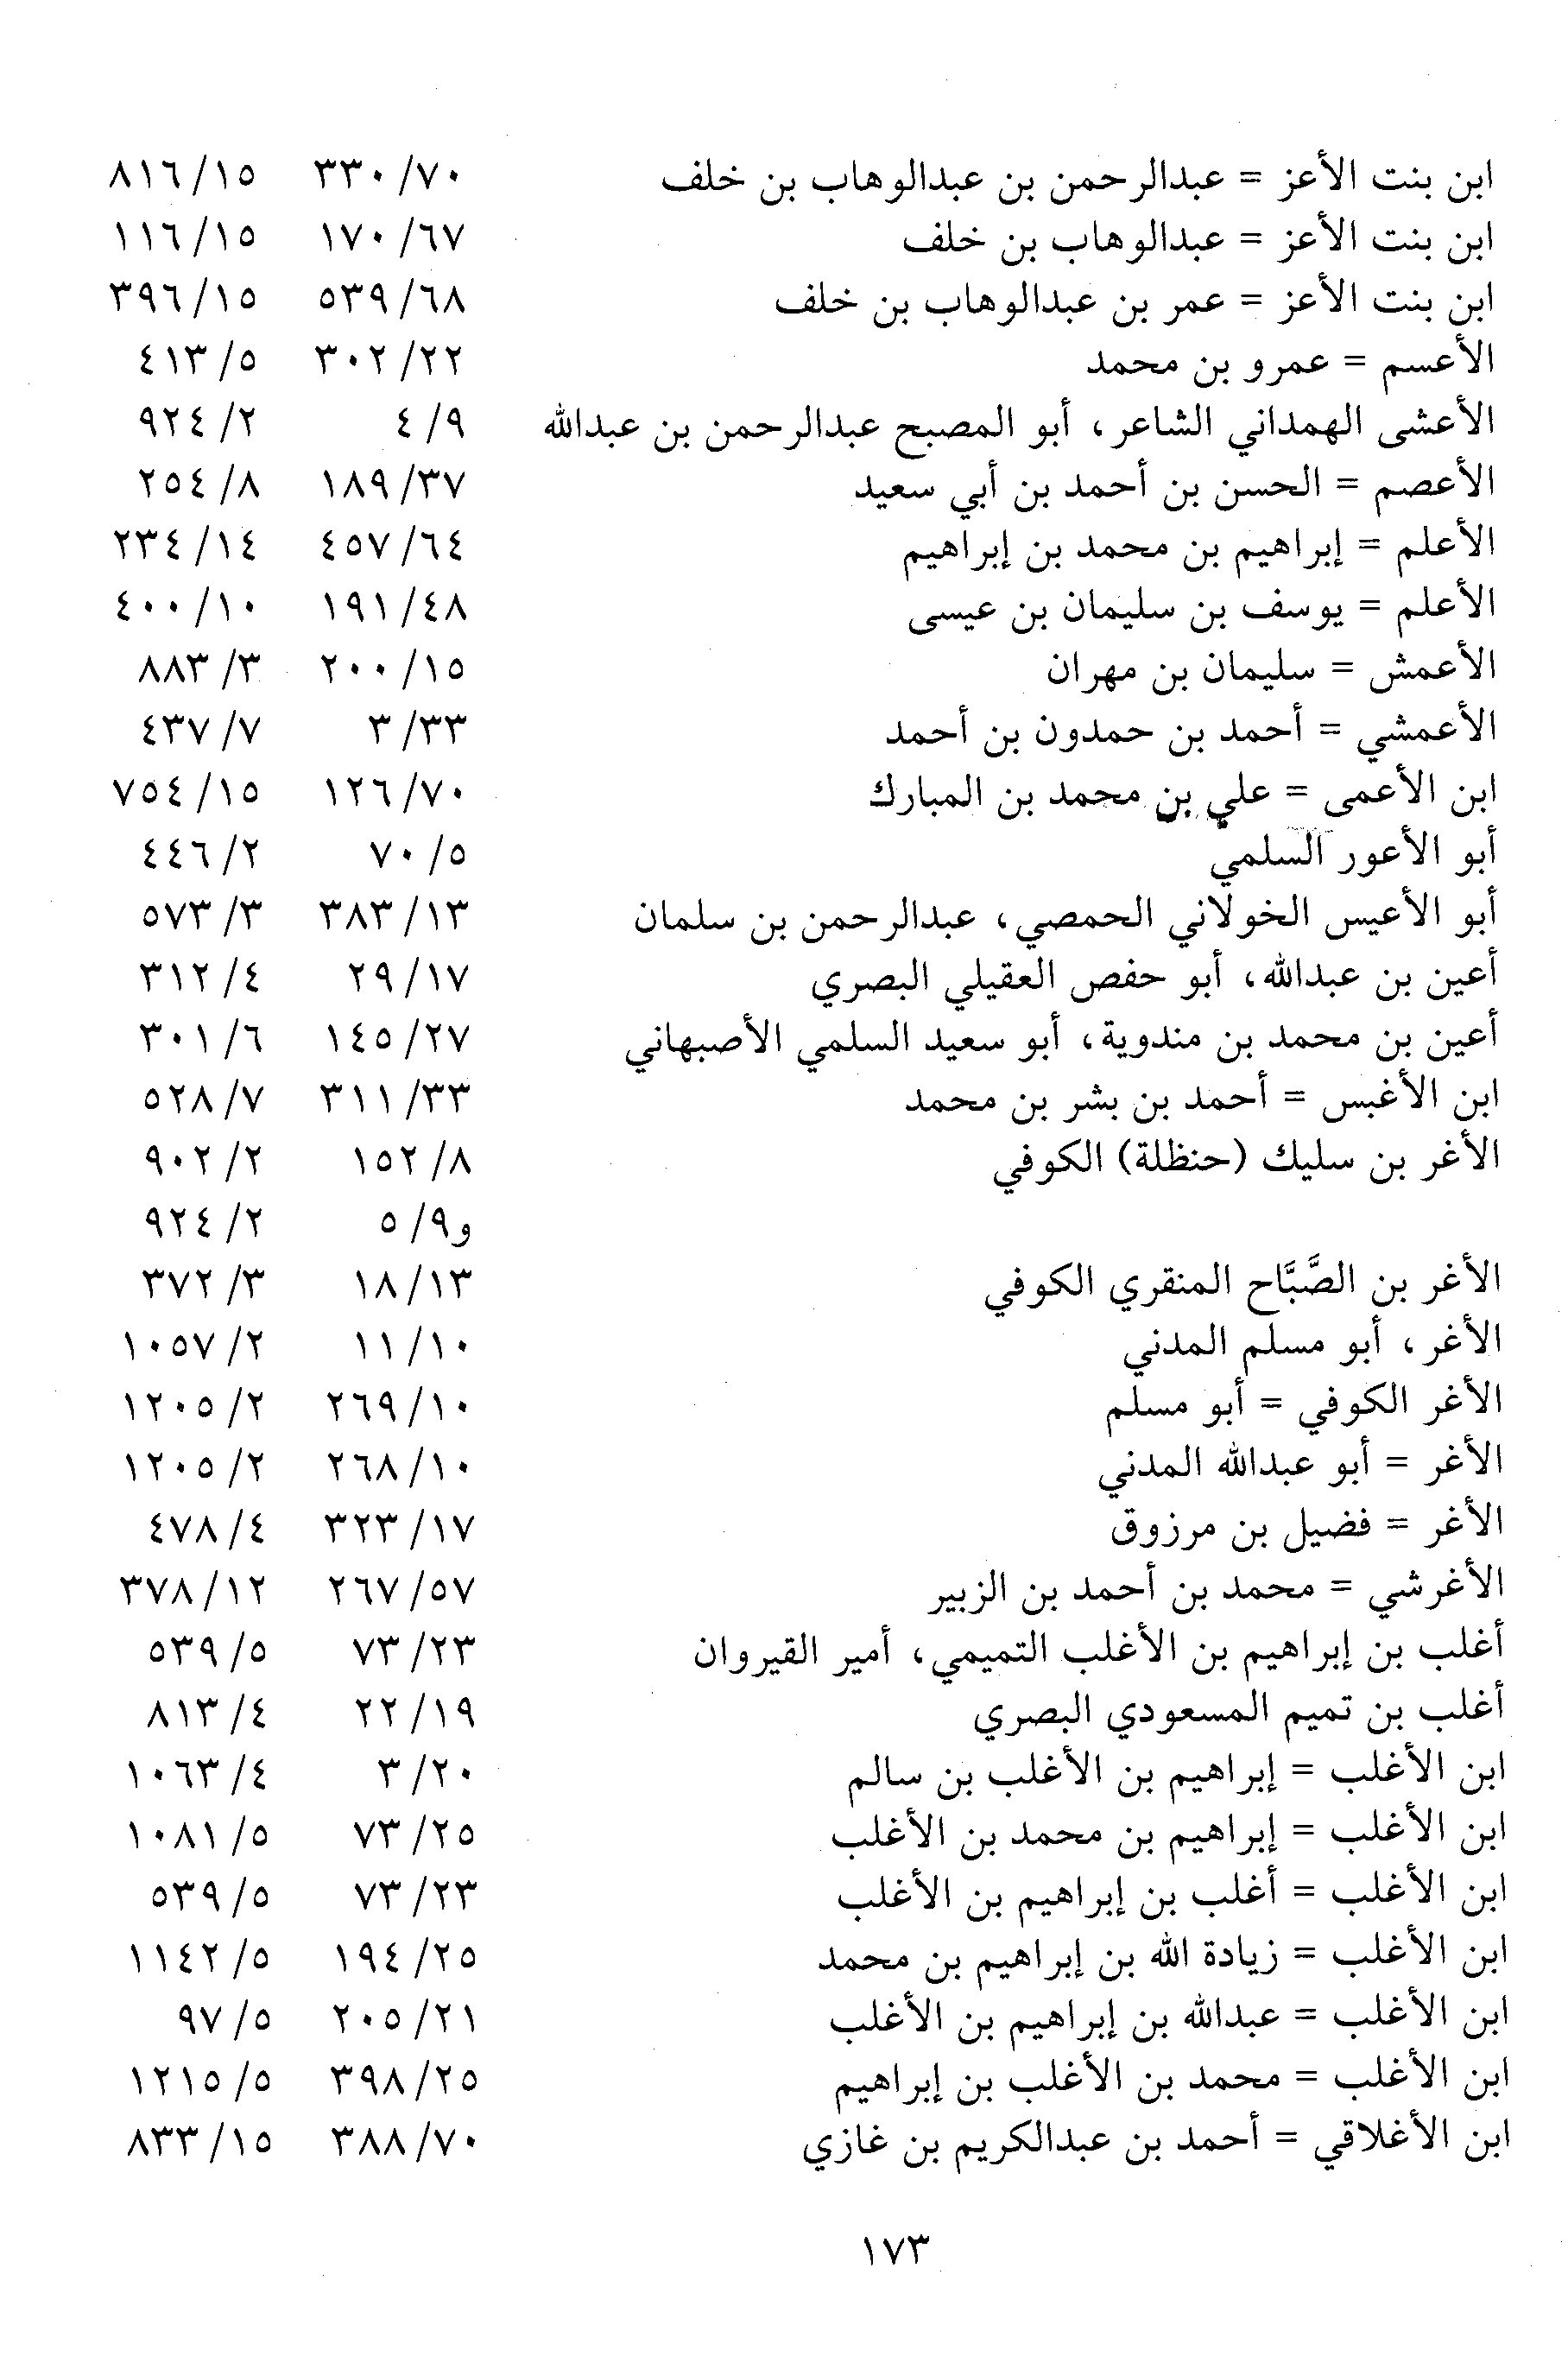 ابن بنت الأعز = عبدالرحمن بن عبدالوهاب بن خلف ٧٠/ ٣٣٠ ١٥/ ٨١٦
ابن بنت الأعز = عبدالوهاب بن خلف ٦٧/ ١٧٠ ١٥/ ١١٦
ابن بنت الأعز = عمر بن عبدالوهاب بن خلف ٦٨/ ٥٣٩ ١٥/ ٣٩٦
الأعسم = عمرو بن محمد ٢٢/ ٣٠٢ ٥/ ٤١٣
الأعشى الهمداني الشاعر، أبو المصبح عبدالرحمن بن عبدالله ٩/ ٤ ٢/ ٩٢٤
الأعصم = الحسن بن أحمد بن أبي سعيد ٣٧/ ١٨٩ ٨/ ٢٥٤
الأعلم = إبراهيم بن محمد بن إبراهيم ٦٤/ ٤٥٧ ١٤/ ٢٣٤
الأعلم = يوسف بن سليمان بن عيسى ٤٨/ ١٩١ ١٠/ ٤٠٠
الأعمش = سليمان بن مهران ١٥/ ٢٠٠ ٣/ ٨٨٣
الأعمشي = أحمد بن حمدون بن أحمد ٣٣/ ٣ ٧/ ٤٣٧
ابن الأعمى = علي بن محمد بن المبارك ٧٠/ ١٢٦ ١٥/ ٧٥٤
أبو الأعور السلمي ٥/ ٧٠ ٢/ ٤٤٦
أبو الأعيس الخولاني الحمصي، عبدالرحمن بن سلمان ١٣/ ٣٨٣ ٣/ ٥٧٣
أعين بن عبدالله، أبو حفص العقيلي البصري ١٧/ ٢٩ ٤/ ٣١٢
أعين بن محمد بن مندوية، أبو سعيد السلمي الأصبهاني ٢٧/ ١٤٥ ٦/ ٣٠١
ابن الأغبس = أحمد بن بشر بن محمد ٣٣/ ٣١١ ٧/ ٥٢٨
الأغر بن سليك (حنظلة) الكوفي ٨/ ١٥٢ ٢/ ٩٠٢
و٩/ ٥ ٢/ ٩٢٤
الأغر بن الصَّبَّاح المنقري الكوفي ١٣/ ١٨ ٣/ ٣٧٢
الأغر، أبو مسلم المدني ١٠/ ١١ ٢/ ١٠٥٧
الأغر الكوفي = أبو مسلم ١٠/ ٢٦٩ ٢/ ١٢٠٥
الأغر = أبو عبدالله المدني ١٠/ ٢٦٨ ٢/ ١٢٠٥
الأغر = فضيل بن مرزوق ١٧/ ٣٢٣ ٤/ ٤٧٨
الأغرشي = محمد بن أحمد بن الزبير ٥٧/ ٢٦٧ ١٢/ ٣٧٨
أغلب بن إبراهيم بن الأغلب التميمي، أمير القيروان ٢٣/ ٧٣ ٥/ ٥٣٩
أغلب بن تميم المسعودي البصري ١٩/ ٢٢ ٤/ ٨١٣
ابن الأغلب = إبراهيم بن الأغلب بن سالم ٢٠/ ٣ ٤/ ١٠٦٣
ابن الأغلب = إبراهيم بن محمد بن الأغلب ٢٥/ ٧٣ ٥/ ١٠٨١
ابن الأغلب = أغلب بن إبراهيم بن الأغلب ٢٣/ ٧٣ ٥/ ٥٣٩
ابن الأغلب = زيادة الله بن إبراهيم بن محمد ٢٥/ ١٩٤ ٥/ ١١٤٢
ابن الأغلب = عبدالله بن إبراهيم بن الأغلب ٢١/ ٢٠٥ ٥/ ٩٧
ابن الأغلب = محمد بن الأغلب بن إبراهيم ٢٥/ ٣٩٨ ٥/ ١٢١٥
ابن الأغلاقي = أحمد بن عبدالكريم بن غازي ٧٠/ ٣٨٨ ١٥/ ٨٣٣
١٧٣